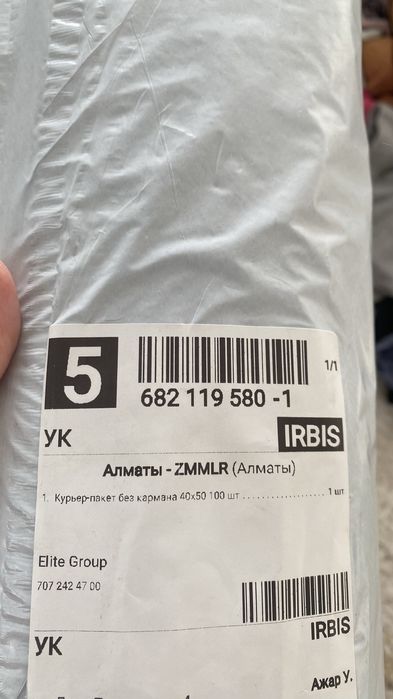 5
682 119 580 -1
1/1
УК
IRBIS
Алматы - ZMMLR (Алматы)
1. Курьер-пакет без кармана 40x50 100 шт ................... 1 шт
Elite Group
707 242 47 00
IRBIS
УК
Ажар У.